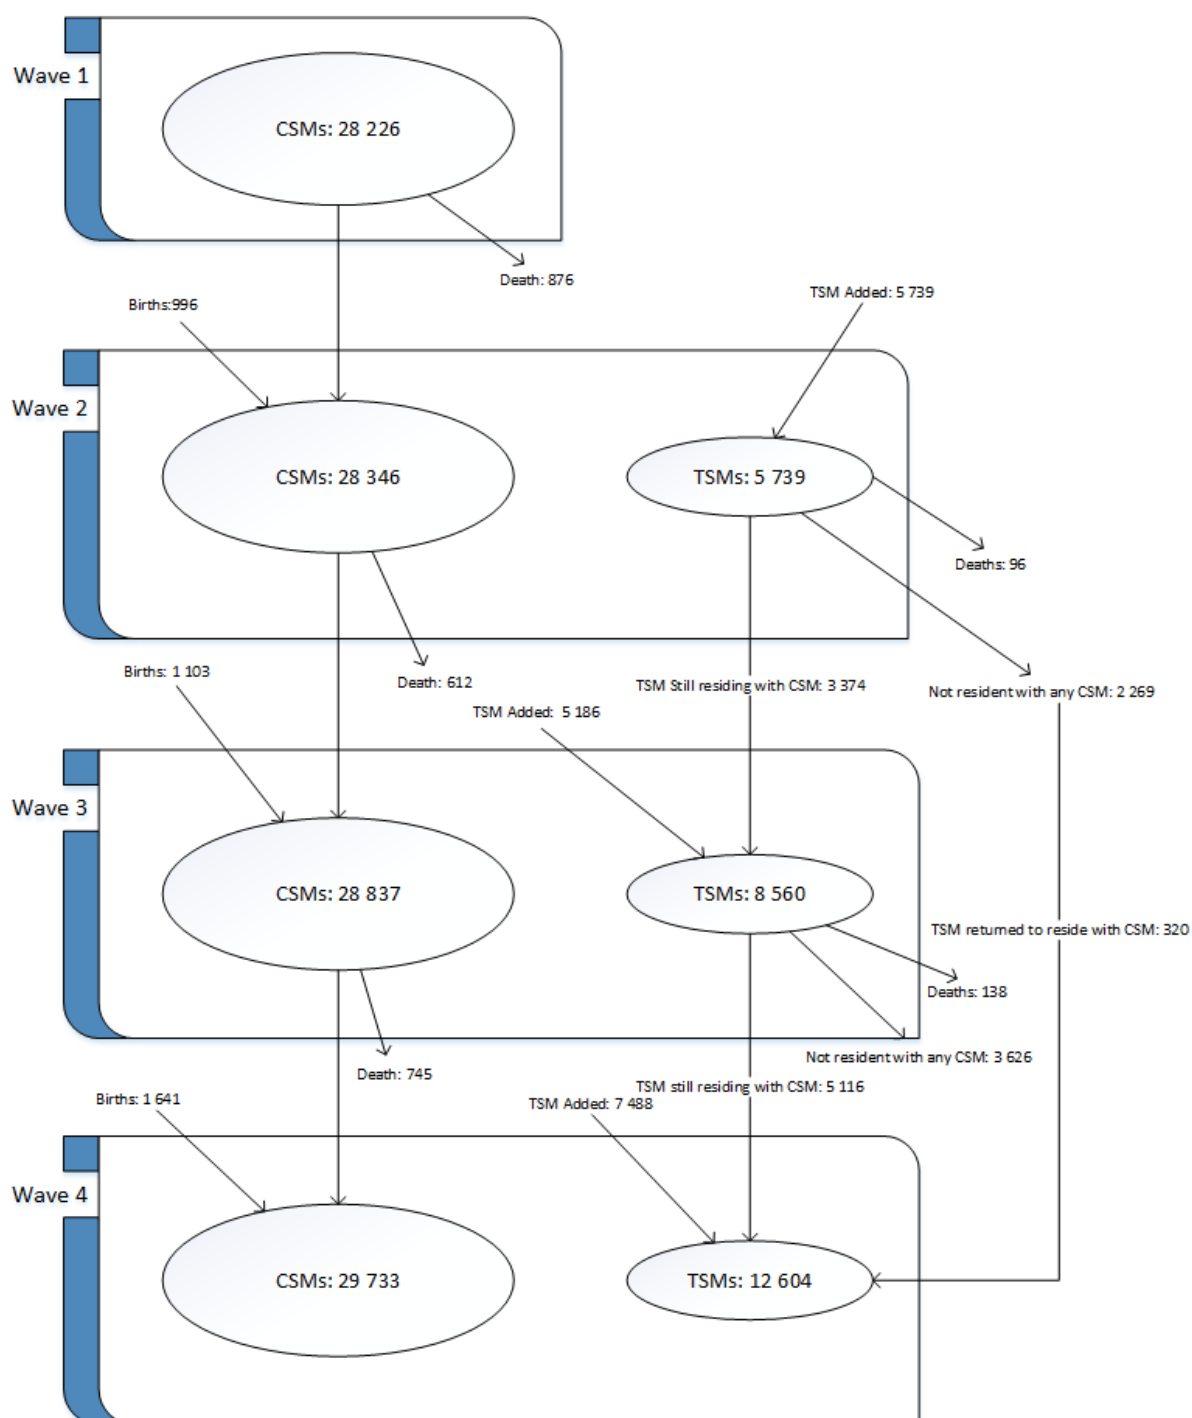 Wave 1
CSMs: 28 226
Death: 876
Births:996
TSM Added: 5 739
Wave 2
CSMs: 28 346
TSMs: 5 739
Deaths: 96
Births: 1 103
Death: 612
TSM Still residing with CSM: 3 374
Not resident with any CSM: 2 269
TSM Added:  5 186
Wave 3
CSMs: 28 837
TSMs: 8 560
TSM returned to reside with CSM: 320
Deaths: 138
Not resident with any CSM: 3 626
Death: 745
TSM still residing with CSM: 5 116
Births: 1 641
TSM Added: 7 488
Wave 4
CSMs: 29 733
TSMs: 12 604